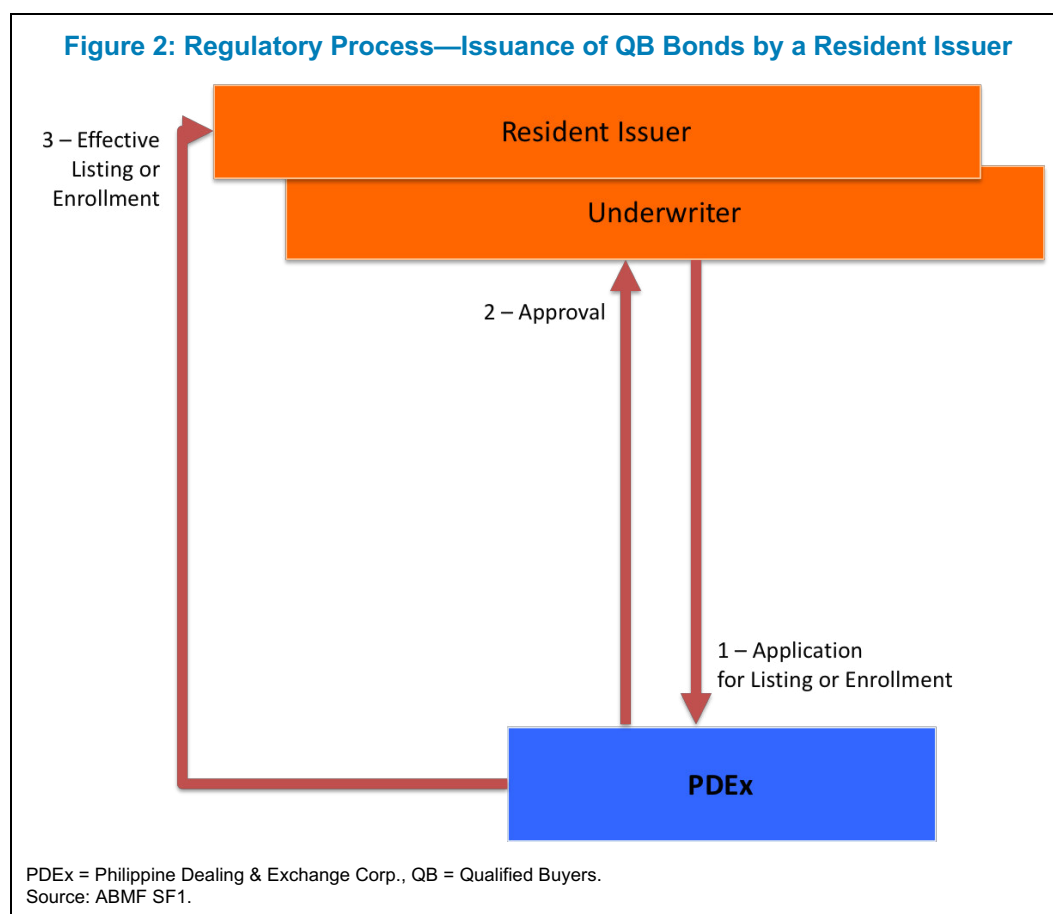 Figure 2: Regulatory Process—Issuance of QB Bonds by a Resident Issuer
3 – Effective
Listing or
Enrollment
Resident Issuer
Underwriter
2 – Approval
1 – Application
for Listing or Enrollment
PDEx
PDEx = Philippine Dealing & Exchange Corp., QB = Qualified Buyers.
Source: ABMF SF1.